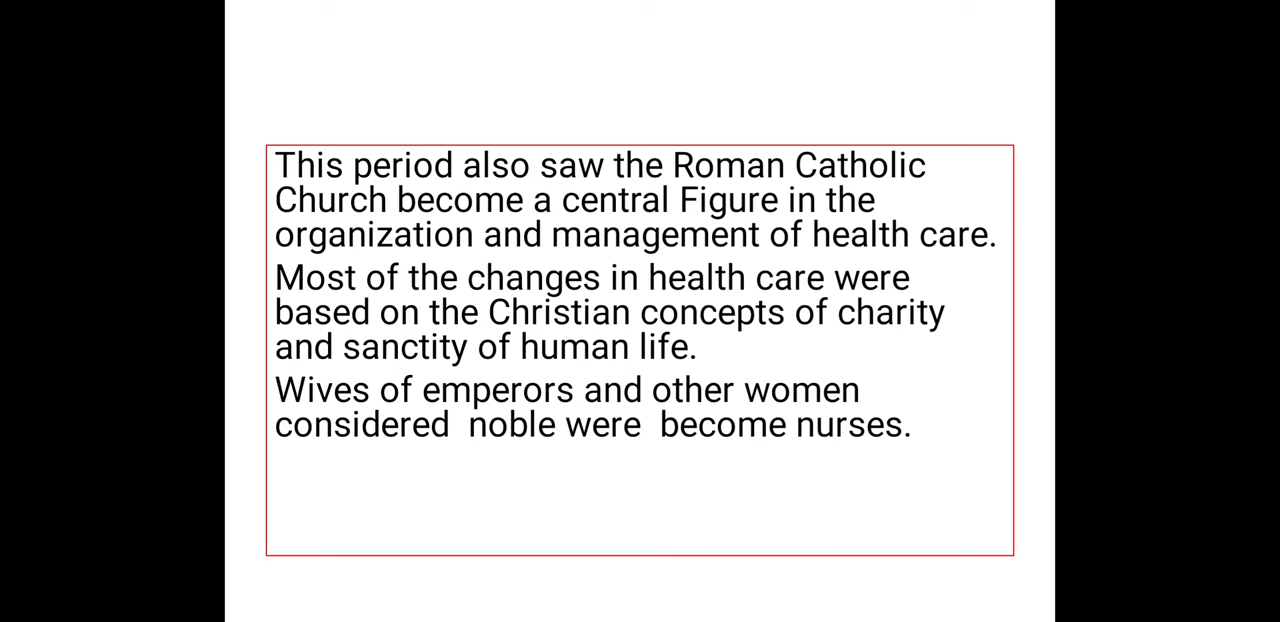 This period also saw the Roman Catholic
Church become a central Figure in the
organization and management of health care.
Most of the changes in health care were
based on the Christian concepts of charity
and sanctity of human life.
Wives of emperors and other women
considered  noble were  become nurses.